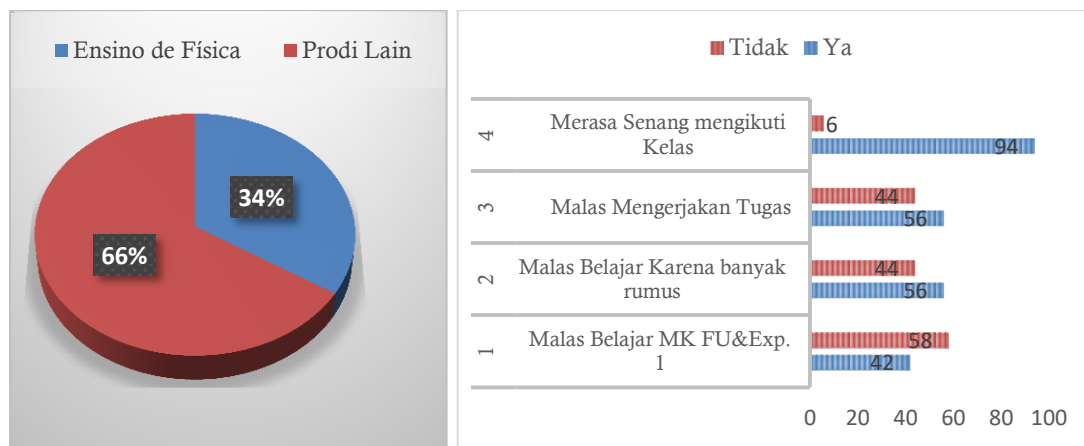 Ensino de Física Prodi Lain
34%
66%
Tidak Ya
4 Merasa Senang mengikuti
Kelas
6
94
3 Malas Mengerjakan Tugas
44
56
2 Malas Belajar Karena banyak
rumus
44
56
1 Malas Belajar MK FU&Exp.
1
58
42
0 20 40 60 80 100